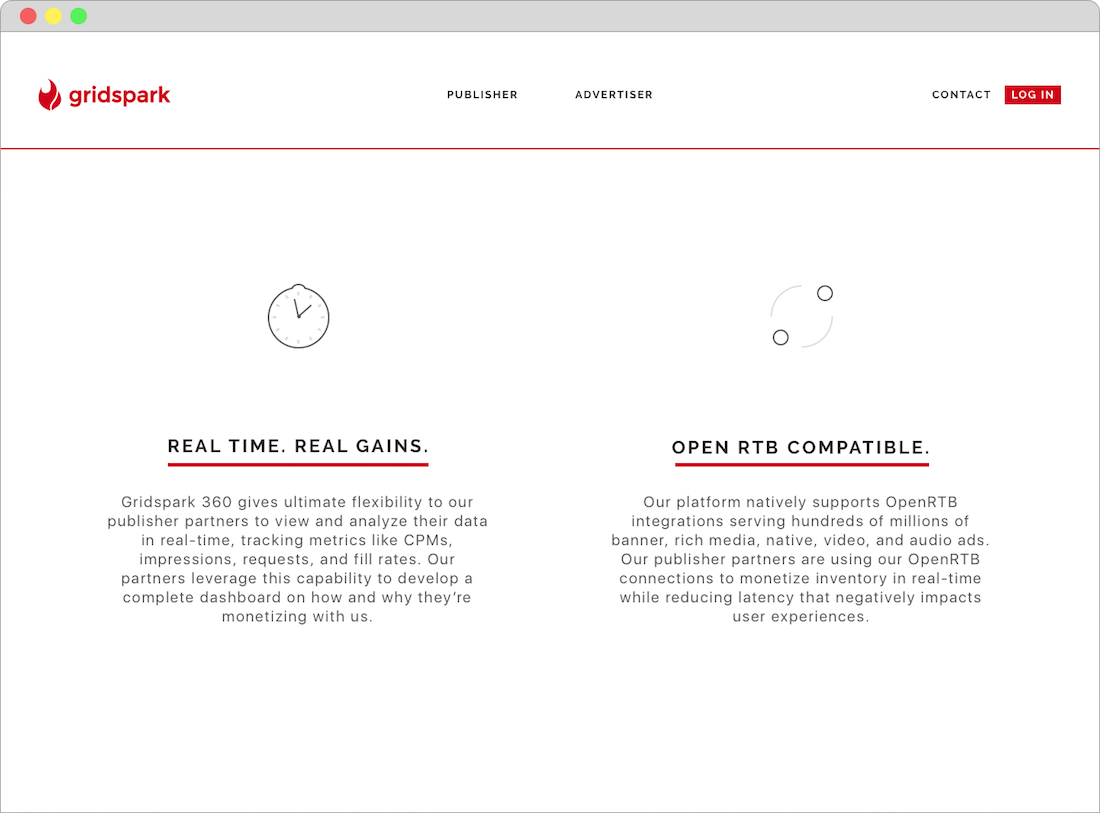 gridspark
PUBLISHER
ADVERTISER
CONTACT
LOG IN
REAL TIME. REAL GAINS.
Gridspark 360 gives ultimate flexibility to our
publisher partners to view and analyze their data
in real-time, tracking metrics like CPMs,
impressions, requests, and fill rates. Our
partners leverage this capability to develop a
complete dashboard on how and why they’re
monetizing with us.
OPEN RTB COMPATIBLE.
Our platform natively supports OpenRTB
integrations serving hundreds of millions of
banner, rich media, native, video, and audio ads.
Our publisher partners are using our OpenRTB
connections to monetize inventory in real-time
while reducing latency that negatively impacts
user experiences.